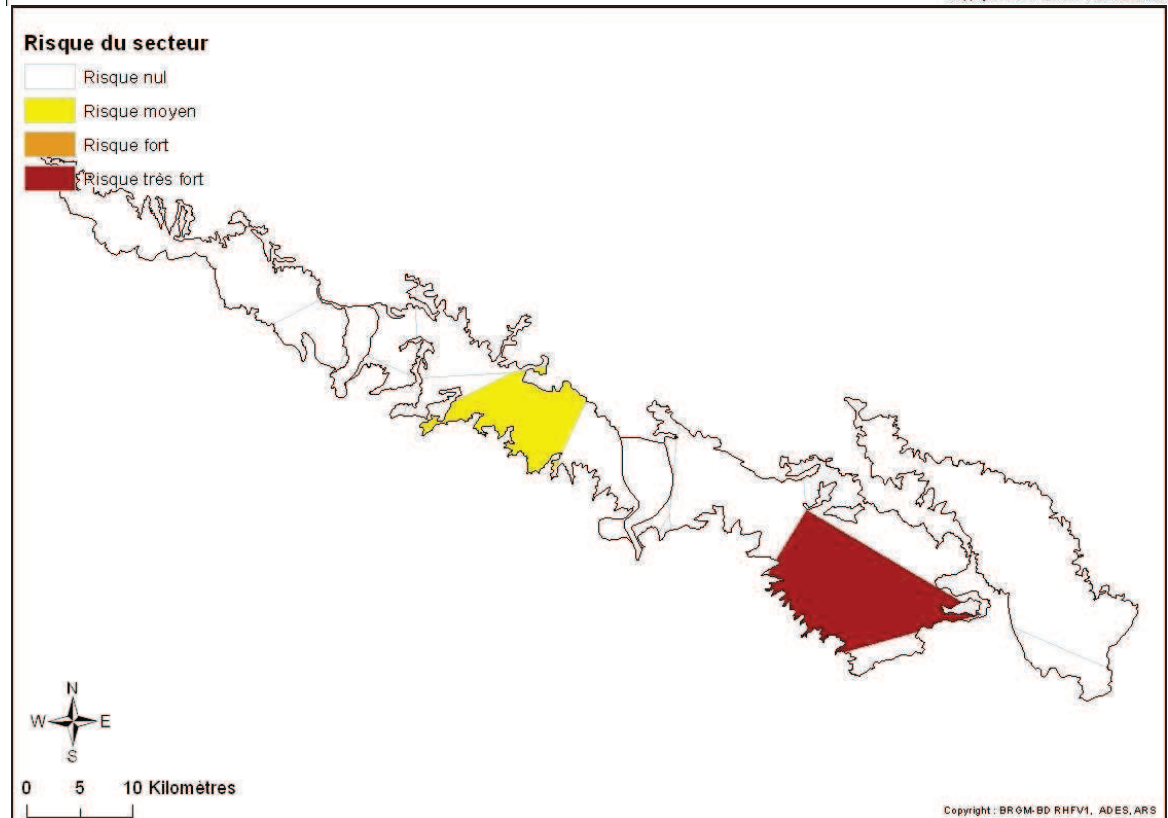 Risque du secteur
Risque nul
Risque moyen
Risque fort
Risque très fort
N
W E
S
0 5 10 Kilomètres
Copyright : BRGM-BD RHFV1, ADES, ARS